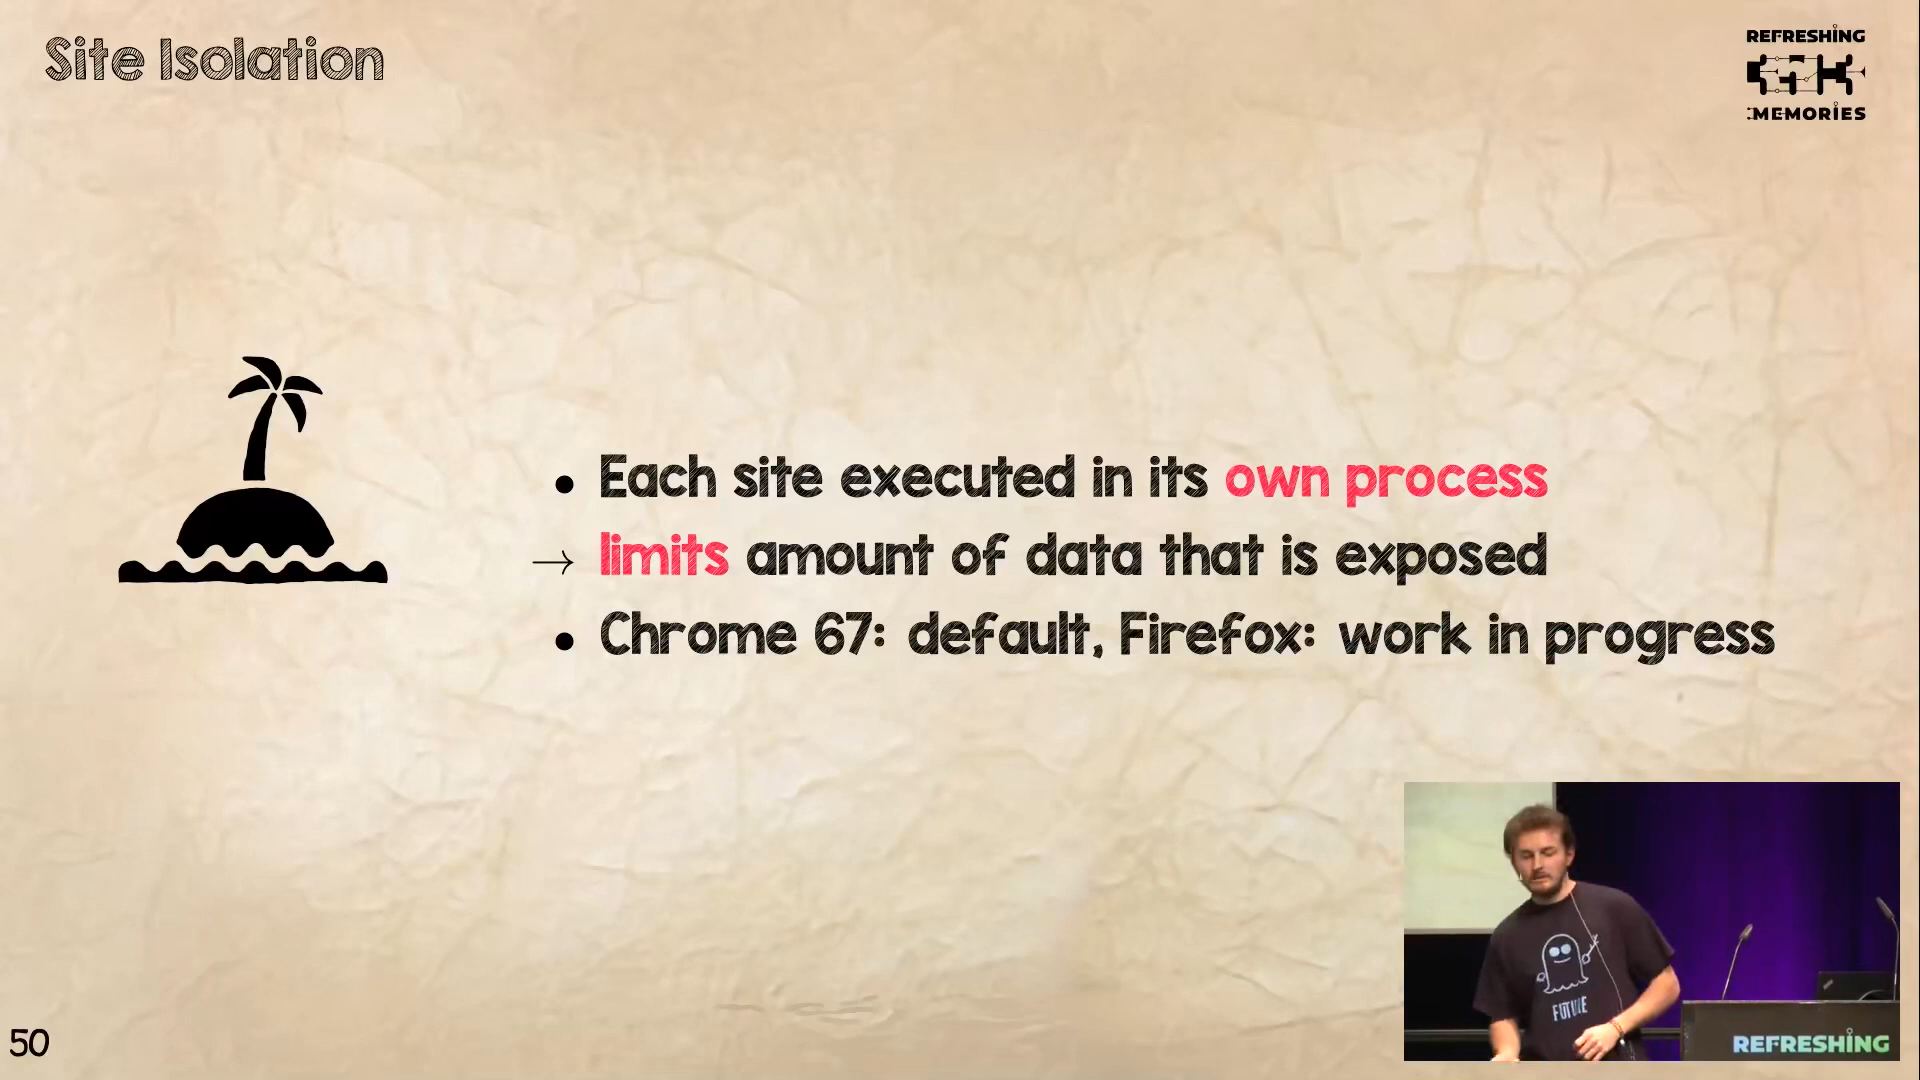 Site Isolation
REFRESHING
35C3
MEMORIES
• Each site executed in its own process
→ limits amount of data that is exposed
• Chrome 67: default, Firefox: work in progress
FUTURE
REFRESHING
50